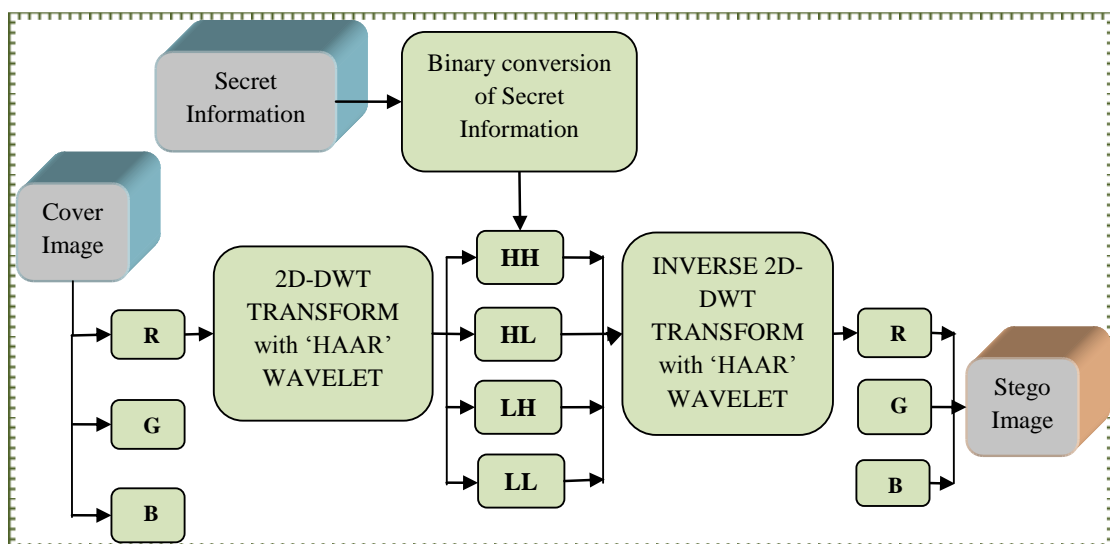 Secret
Information
Binary conversion
of Secret
Information
Cover
Image
R
G
B
2D-DWT
TRANSFORM
with ‘HAAR’
WAVELET
HH
HL
LH
LL
INVERSE 2D-
DWT
TRANSFORM
with ‘HAAR’
WAVELET
R
G
B
Stego
Image